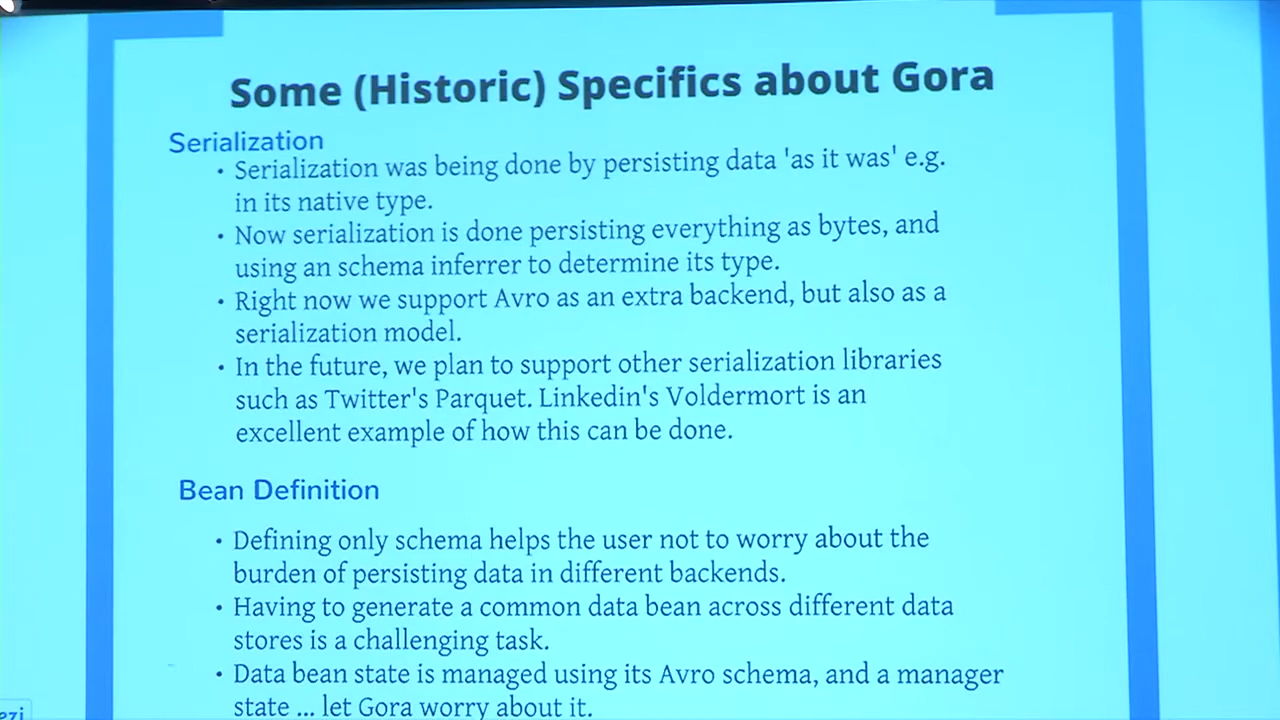 Some (Historic) Specifics about Gora
Serialization
• Serialization was being done by persisting data 'as it was' e.g.
in its native type.
• Now serialization is done persisting everything as bytes, and
using an schema inferrer to determine its type.
• Right now we support Avro as an extra backend, but also as a
serialization model.
• In the future, we plan to support other serialization libraries
such as Twitter's Parquet. Linkedin's Voldermort is an
excellent example of how this can be done.
Bean Definition
• Defining only schema helps the user not to worry about the
burden of persisting data in different backends.
• Having to generate a common data bean across different data
stores is a challenging task.
• Data bean state is managed using its Avro schema, and a manager
state ... let Gora worry about it.